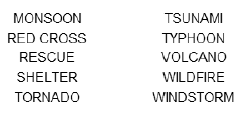 MONSOON TSUNAMI
RED CROSS TYPHOON
RESCUE VOLCANO
SHELTER WILDFIRE
TORNADO WINDSTORM